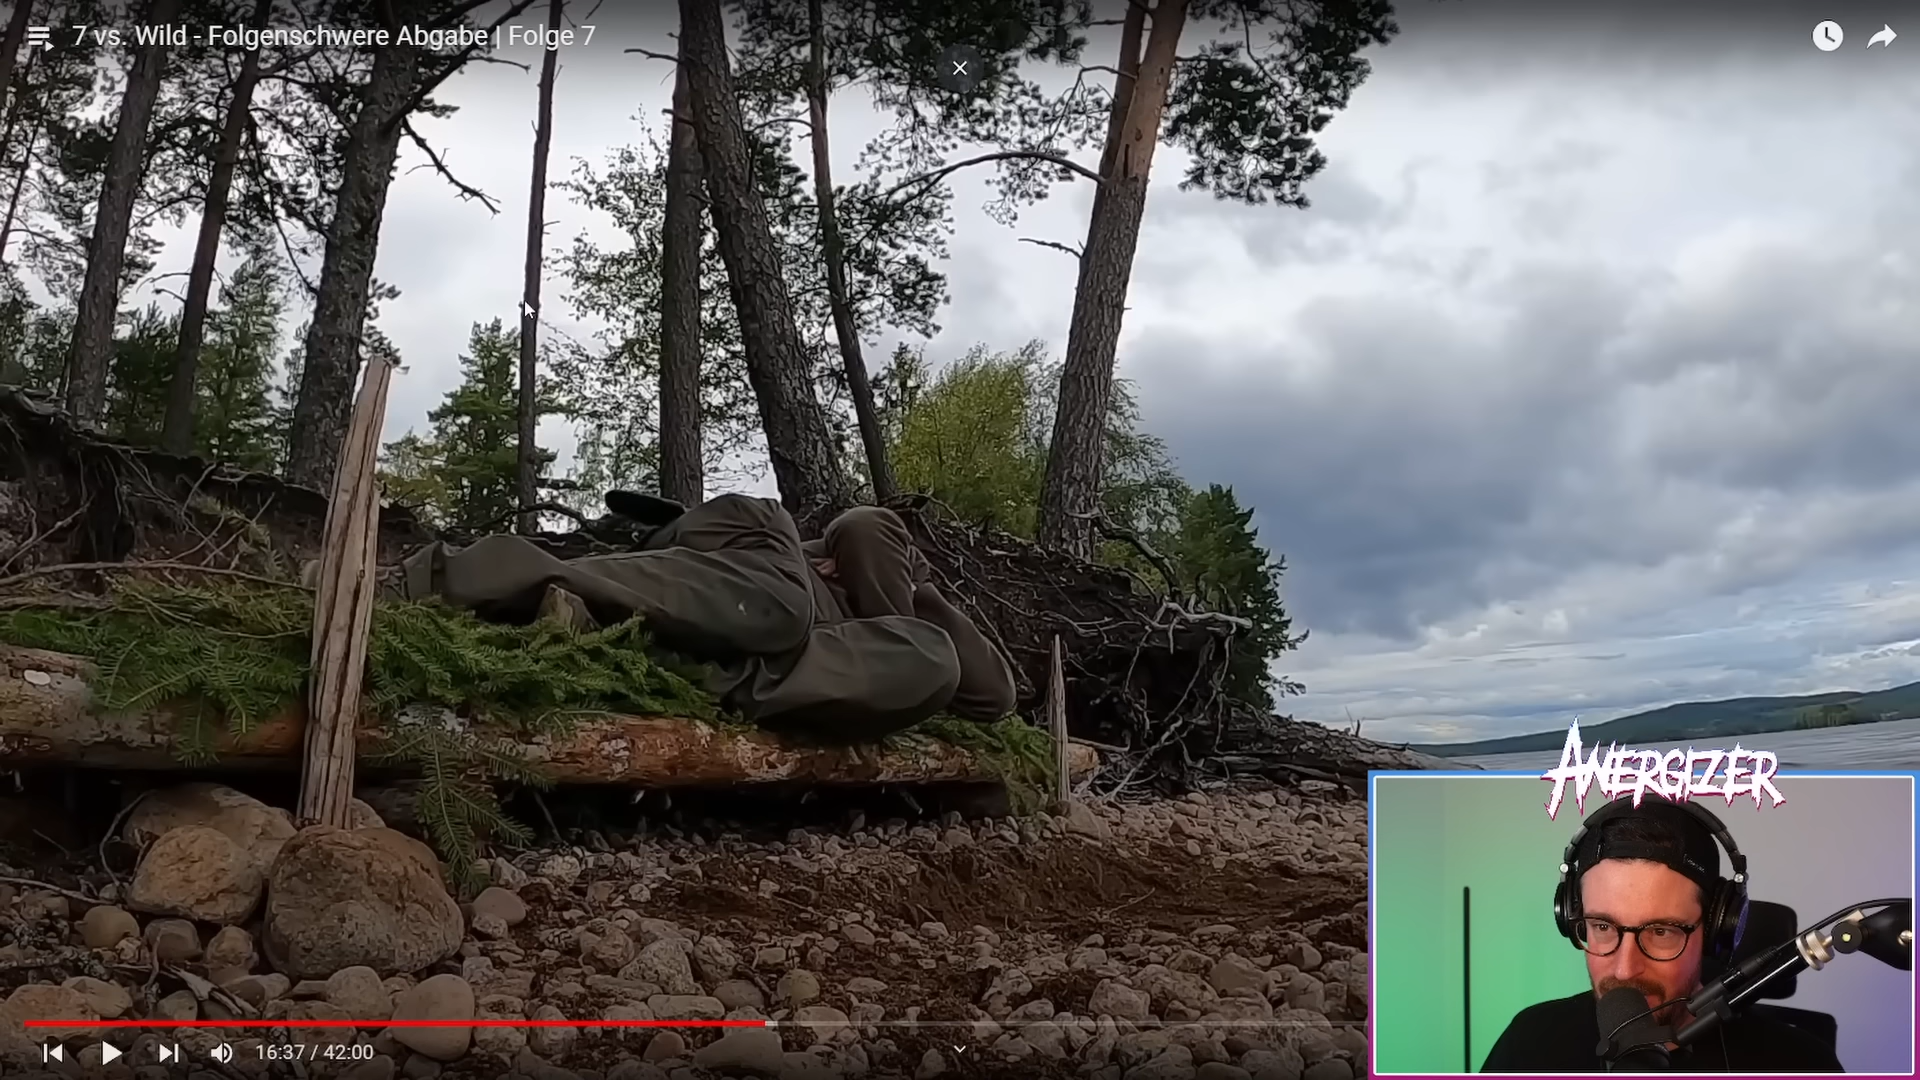 7 vs. Wild - Folgenschwere Abgabe | Folge 7
ANERGIZER
16:37 / 42:00